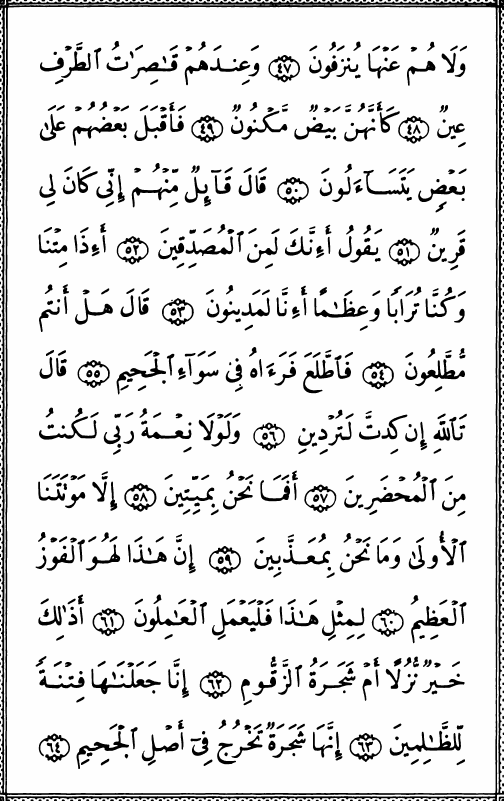 وَلَا هُمْ عَنْهَا يُنزَفُونَ ٤٧ وَعِندَهُمْ قَٰصِرَٰتُ ٱلطَّرْفِ
عِينٌ ٤٨ كَأَنَّهُنَّ بَيْضٌ مَّكْنُونٌ ٤٩ فَأَقْبَلَ بَعْضُهُمْ عَلَىٰ
بَعْضٍ يَتَسَآءَلُونَ ٥٠ قَالَ قَآئِلٌ مِّنْهُمْ إِنِّى كَانَ لِى
قَرِينٌ ٥١ يَقُولُ أَءِنَّكَ لَمِنَ ٱلْمُصَدِّقِينَ ٥٢ أَءِذَا مِتْنَا
وَكُنَّا تُرَابًا وَعِظَٰمًا أَءِنَّا لَمَدِينُونَ ٥٣ قَالَ هَلْ أَنتُم
مُّطَّلِعُونَ ٥٤ فَٱطَّلَعَ فَرَءَاهُ فِى سَوَآءِ ٱلْجَحِيمِ ٥٥ قَالَ
تَٱللَّهِ إِن كِدتَّ لَتُرْدِينِ ٥٦ وَلَوْلَا نِعْمَةُ رَبِّى لَكُنتُ
مِنَ ٱلْمُحْضَرِينَ ٥٧ أَفَمَا نَحْنُ بِمَيِّتِينَ ٥٨ إِلَّا مَوْتَتَنَا
ٱلْأُولَىٰ وَمَا نَحْنُ بِمُعَذَّبِينَ ٥٩ إِنَّ هَٰذَا لَهُوَ ٱلْفَوْزُ
ٱلْعَظِيمُ ٦٠ لِمِثْلِ هَٰذَا فَلْيَعْمَلِ ٱلْعَٰمِلُونَ ٦١ أَذَٰلِكَ
خَيْرٌ نُّزُلًا أَمْ شَجَرَةُ ٱلزَّقُّومِ ٦٢ إِنَّا جَعَلْنَٰهَا فِتْنَةً
لِّلظَّٰلِمِينَ ٦٣ إِنَّهَا شَجَرَةٌ تَخْرُجُ فِىٓ أَصْلِ ٱلْجَحِيمِ ٦٤